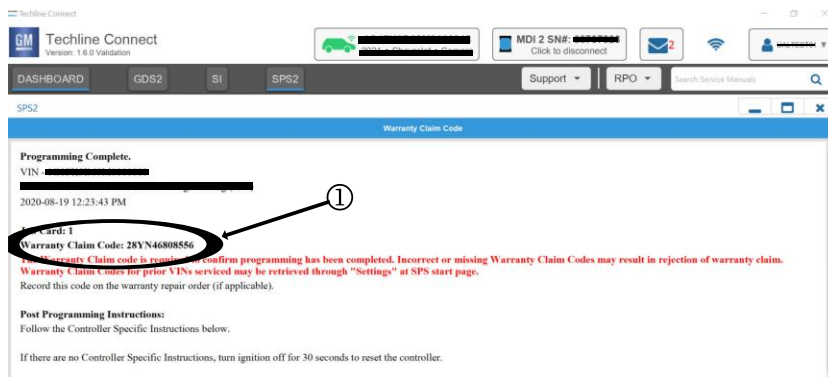 Techline Connect
GM
Techline Connect
Version: 1.6.0 Validation
2021 - Chevrolet - Camaro
MDI 2 SN#:
Click to disconnect
2
DASHBOARD
GDS2
SI
SPS2
Support
RPO
Search Service Manuals
SPS2
Warranty Claim Code
Programming Complete.
VIN -
2020-08-19 12:23:43 PM
①
Card: 1
Warranty Claim Code: 28YN46808556
The Warranty Claim code is required to confirm programming has been completed. Incorrect or missing Warranty Claim Codes may result in rejection of warranty claim.
Warranty Claim Codes for prior VINs serviced may be retrieved through "Settings" at SPS start page.
Record this code on the warranty repair order (if applicable).
Post Programming Instructions:
Follow the Controller Specific Instructions below.
If there are no Controller Specific Instructions, turn ignition off for 30 seconds to reset the controller.